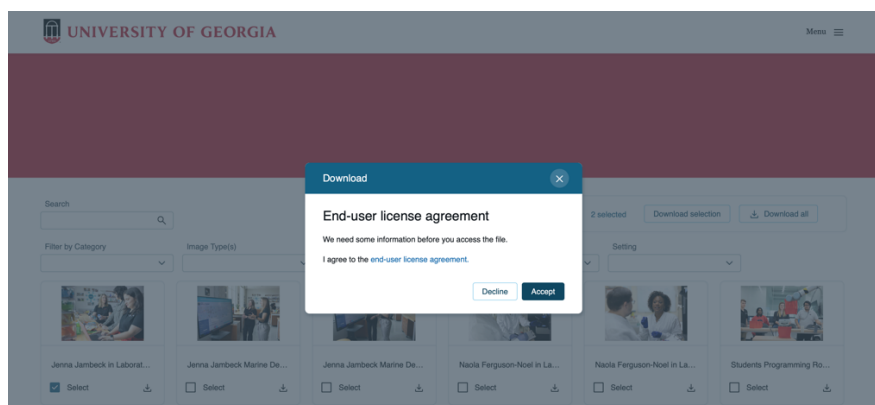 UNIVERSITY OF GEORGIA
Menu
Download
End-user license agreement
We need some information before you access the file.
I agree to the end-user license agreement.
Decline
Accept
Search
2 selected
Download selection
Download all
Filter by Category
Image Type(s)
Setting
Jenna Jambeck in Laborat...
Jenna Jambeck Marine De...
Jenna Jambeck Marine De...
Naola Ferguson-Noel in La...
Naola Ferguson-Noel in La...
Students Programming Ro...
Select
Select
Select
Select
Select
Select